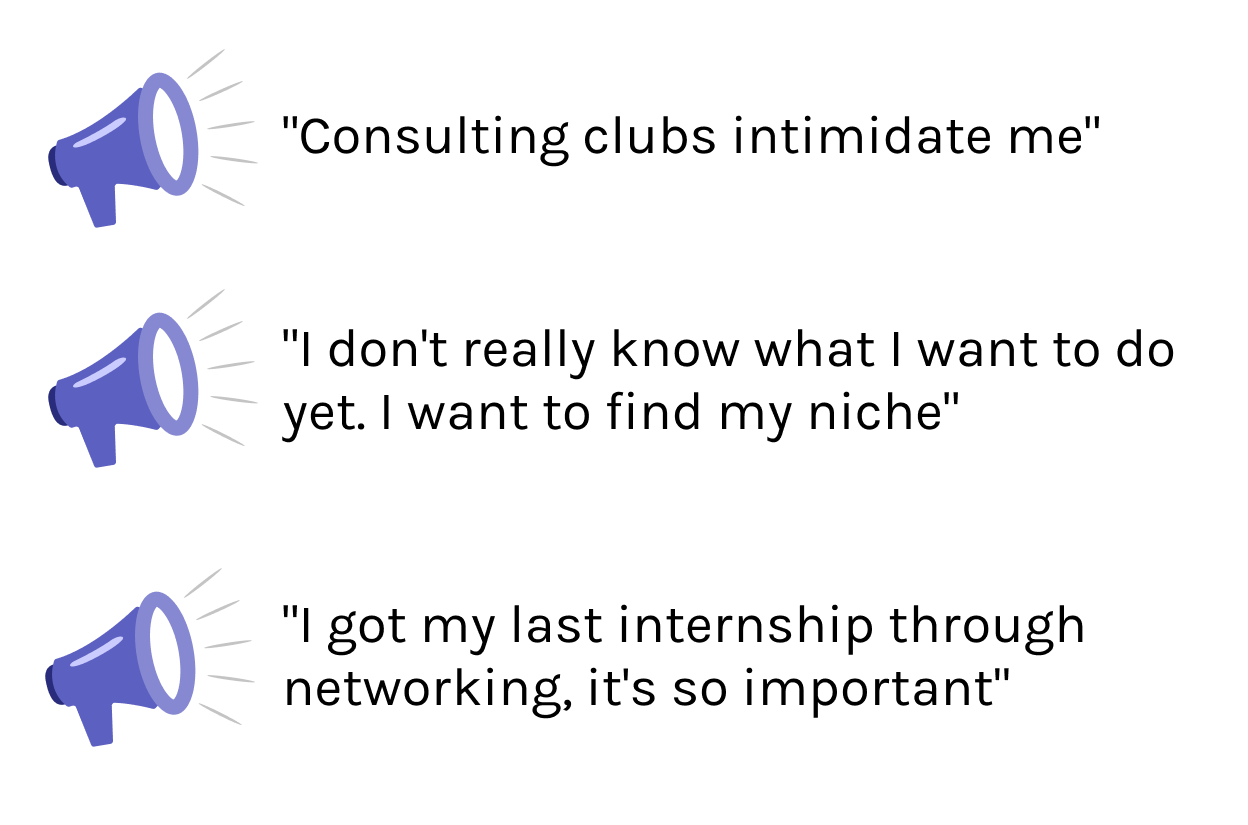 "Consulting clubs intimidate me"
"I don't really know what I want to do
yet. I want to find my niche"
"I got my last internship through
networking, it's so important"